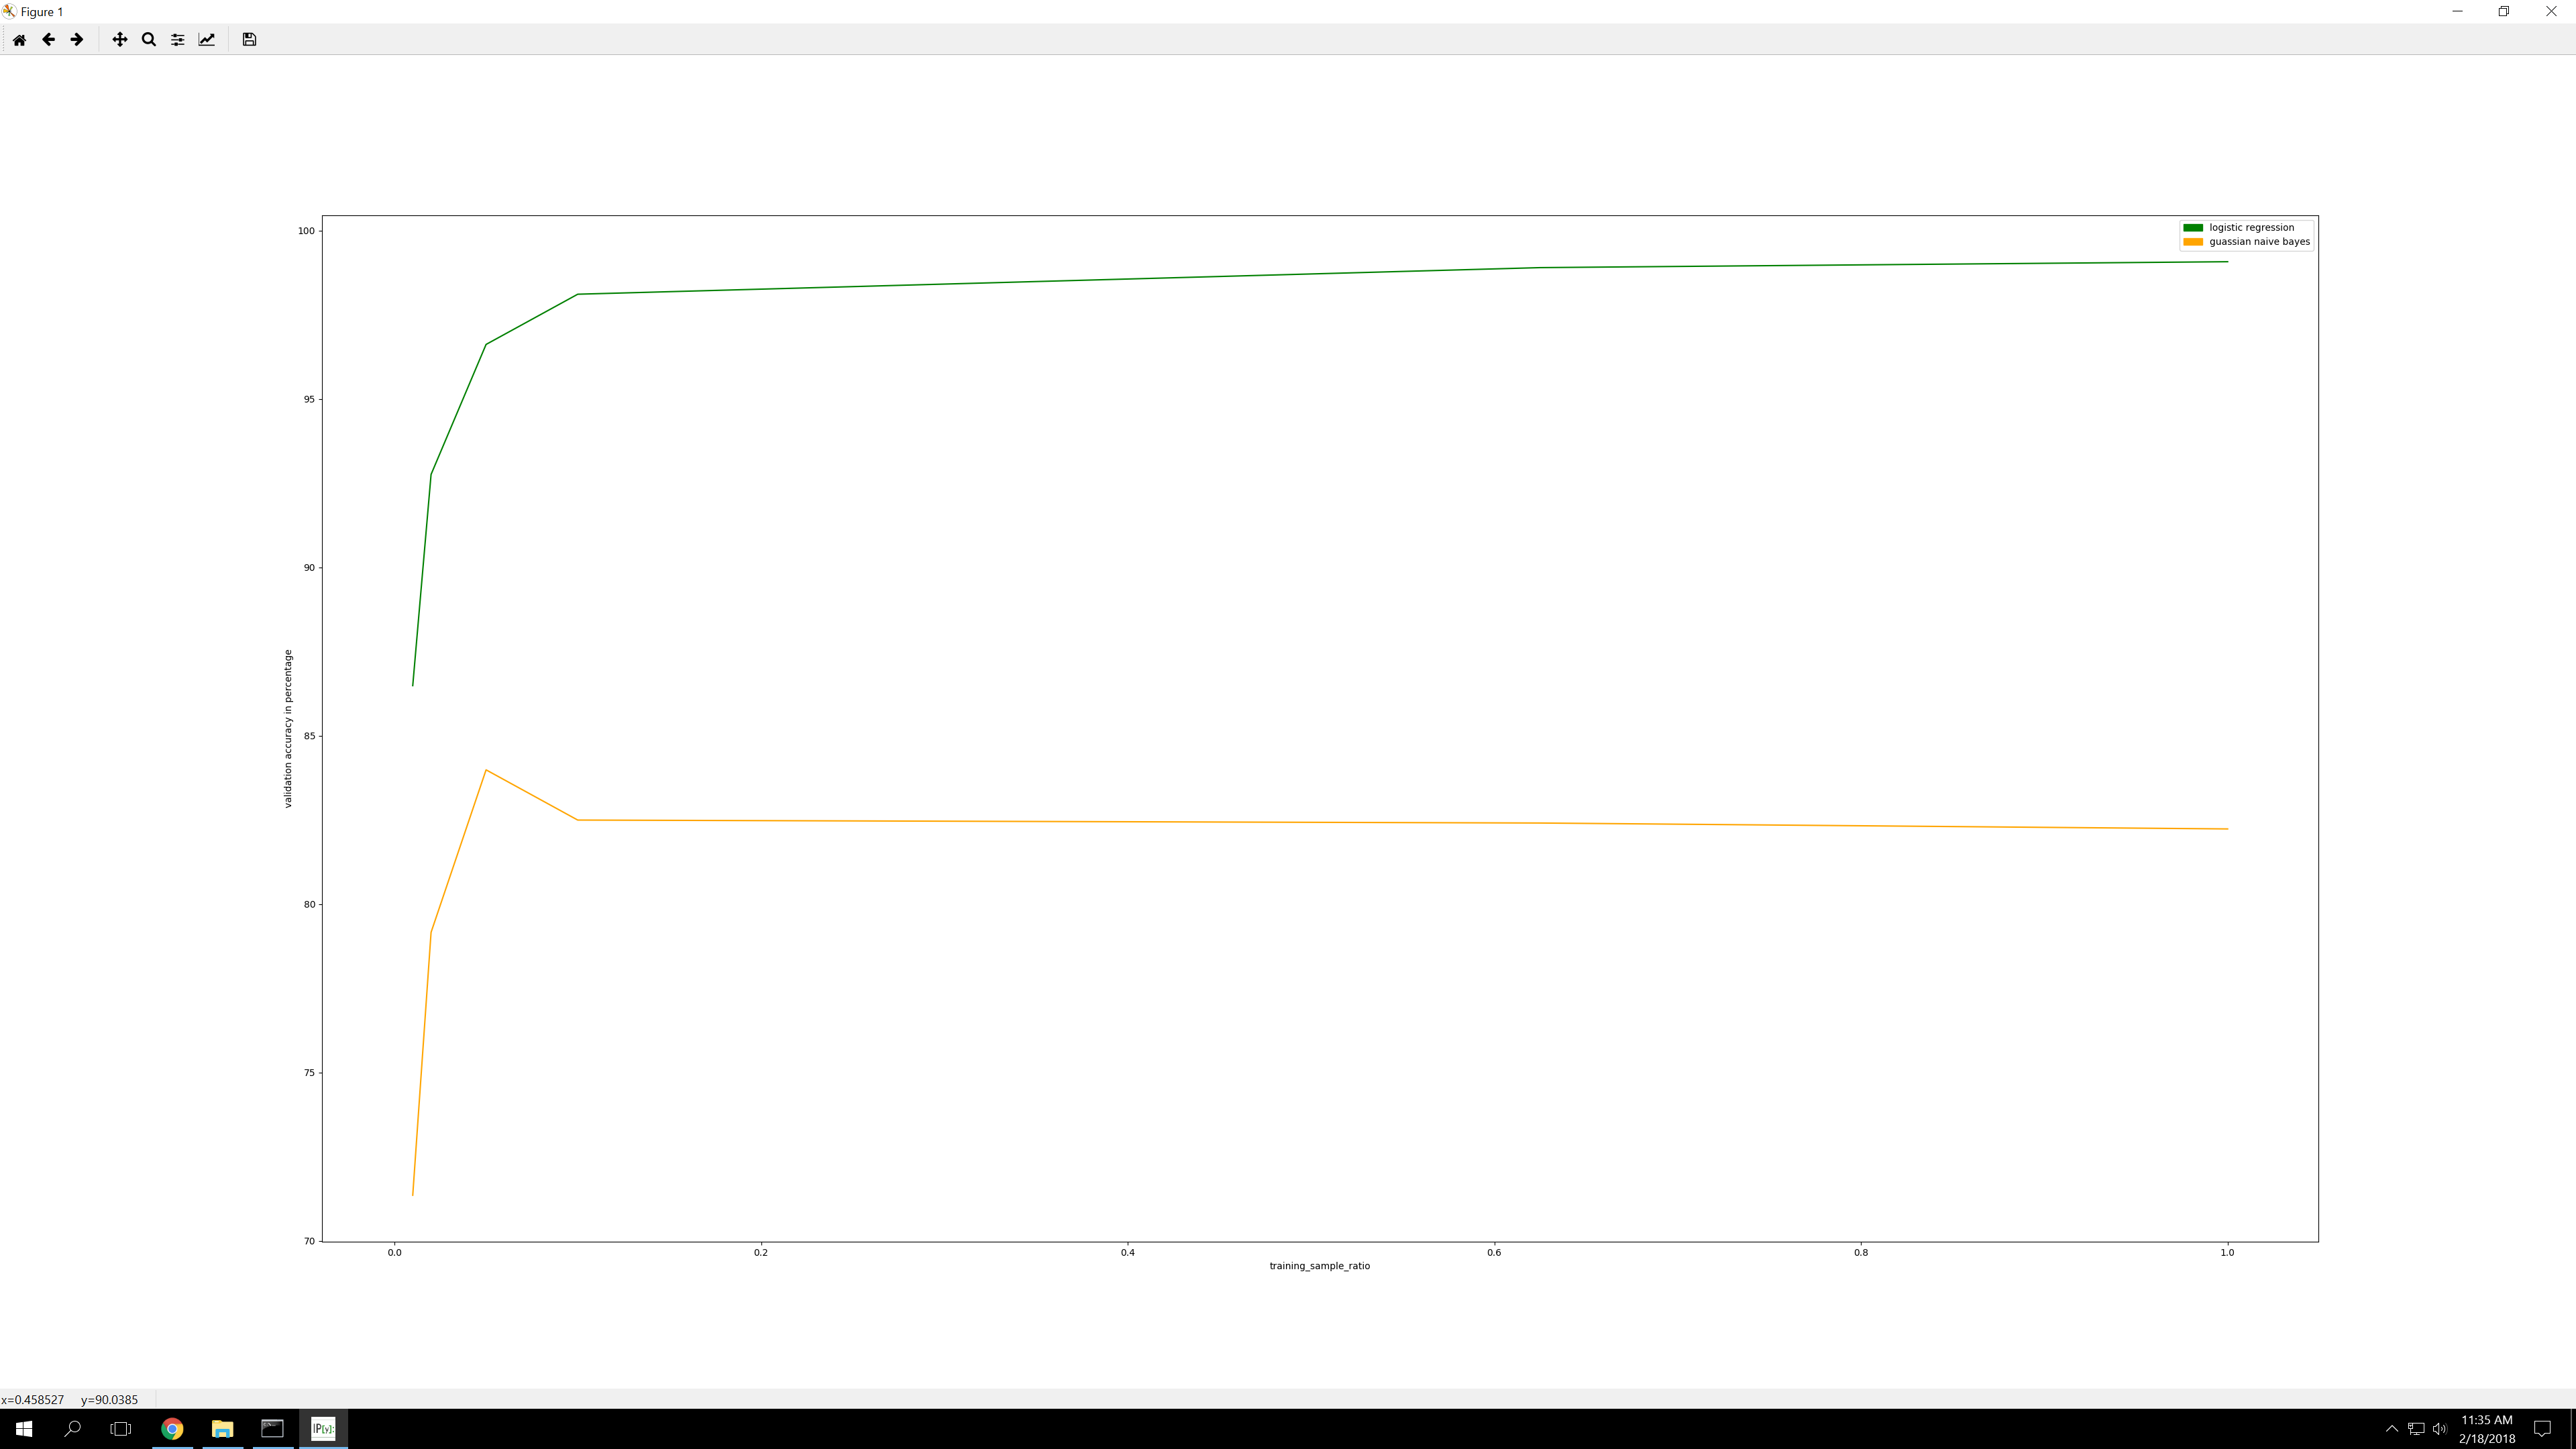 Figure 1
logistic regression
guassian naive bayes
100
95
90
85
80
75
70
validation accuracy in percentage
0.0 0.2 0.4 0.6 0.8 1.0
training_sample_ratio
x=0.458527 y=90.0385
IP[y]:
11:35 AM
2/18/2018